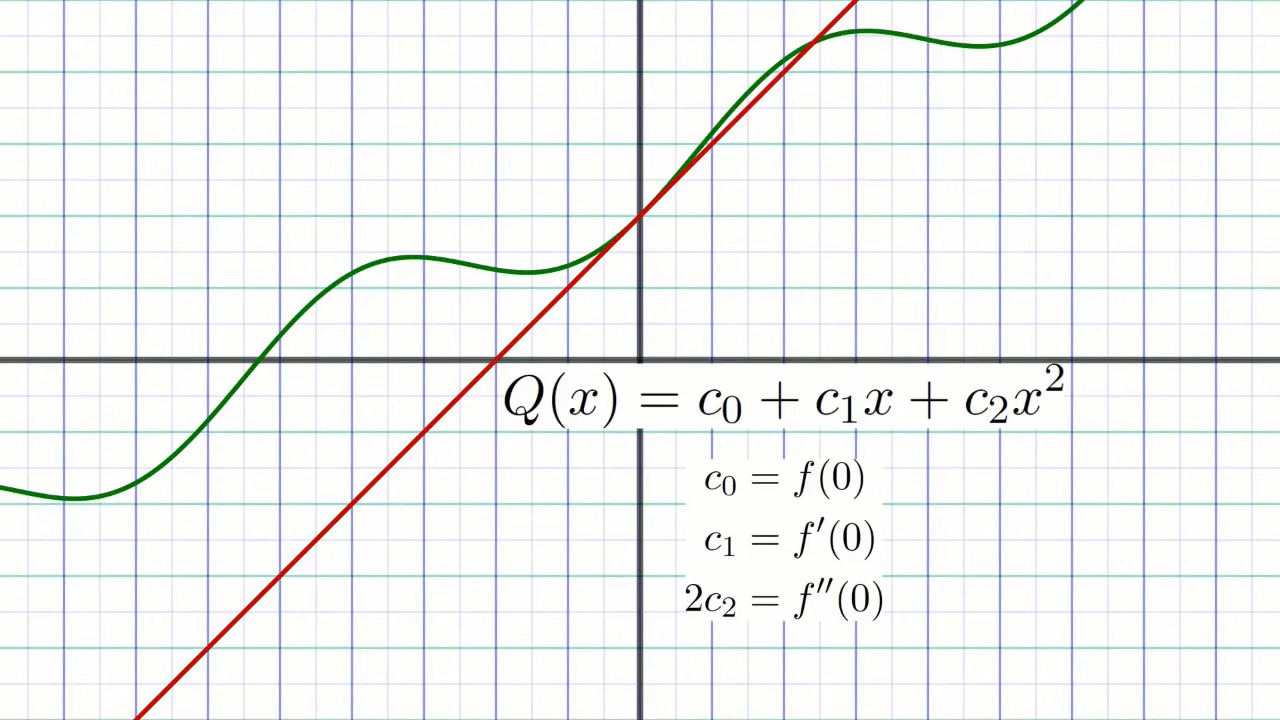 Q(x) = c₀ + c₁x + c₂x²
c₀ = f(0)
c₁ = f′(0)
2c₂ = f″(0)